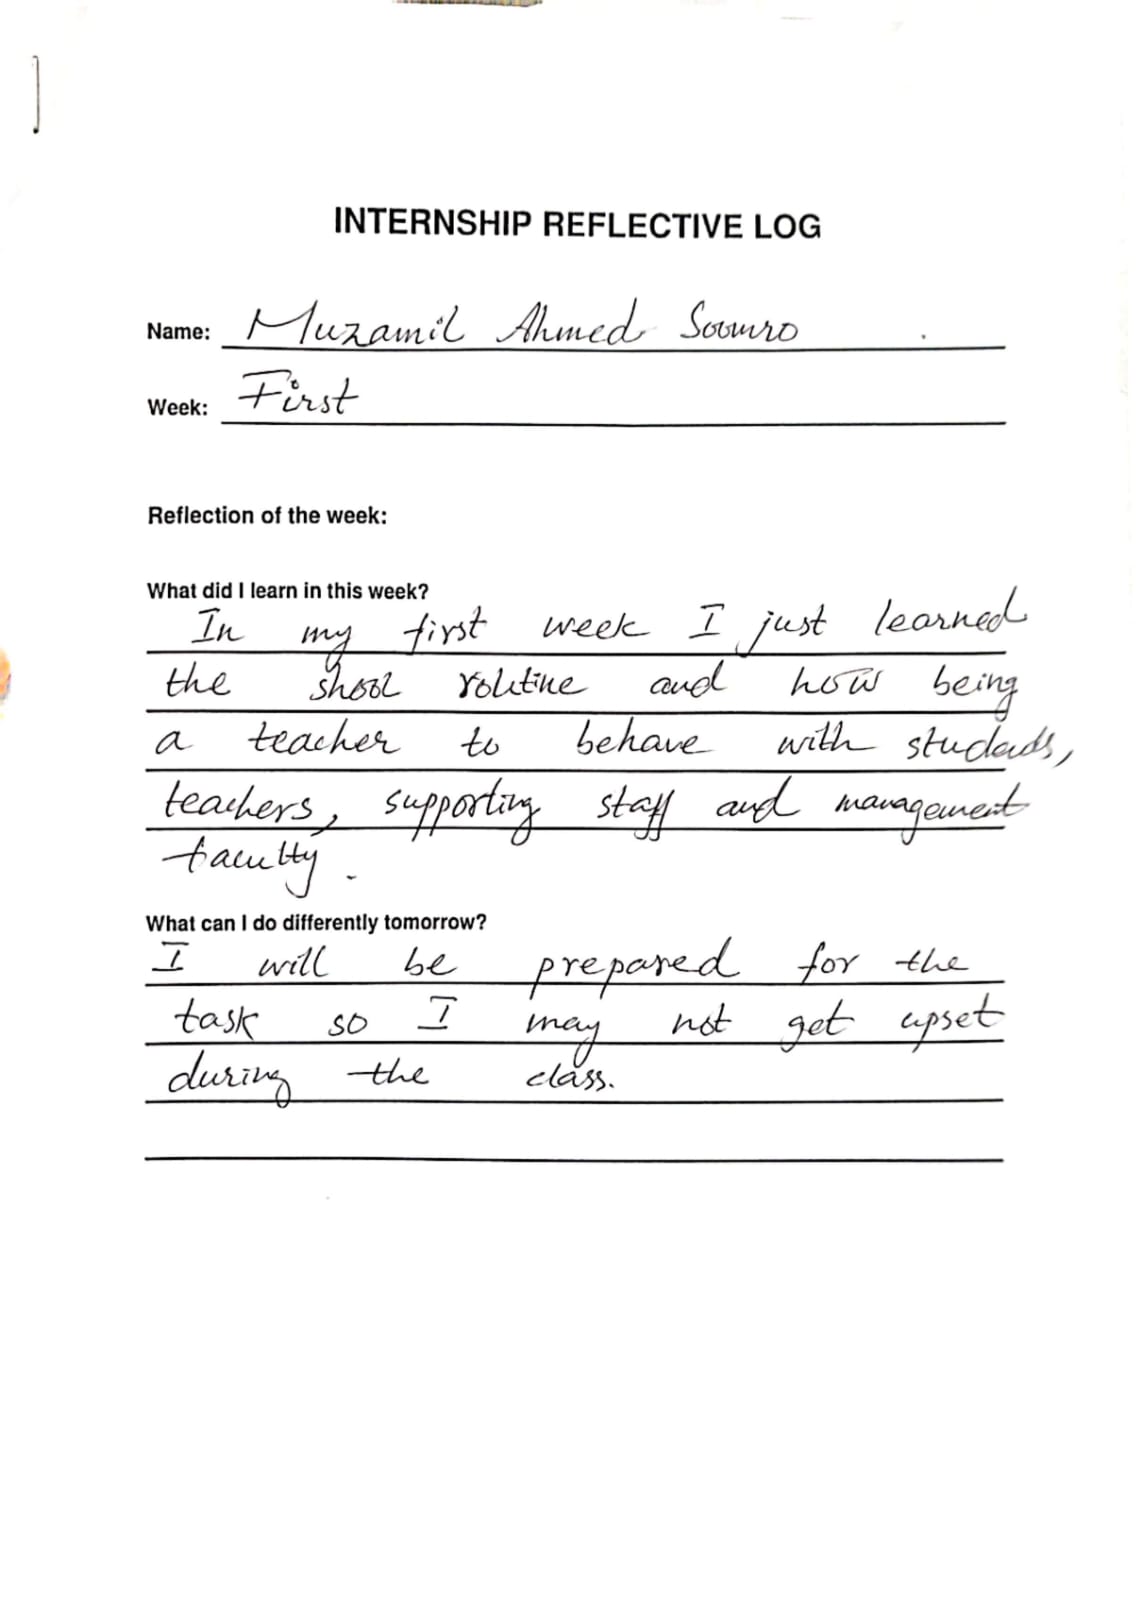 INTERNSHIP REFLECTIVE LOG
Name: Muzamil Ahmed Soomro
Week: First
Reflection of the week:
What did I learn in this week?
In my first week I just learned
the shool routine and how being
a teacher to behave with students,
teachers, supporting staff and management
faculty.
What can I do differently tomorrow?
I will be prepared for the
task so I may not get upset
during the class.